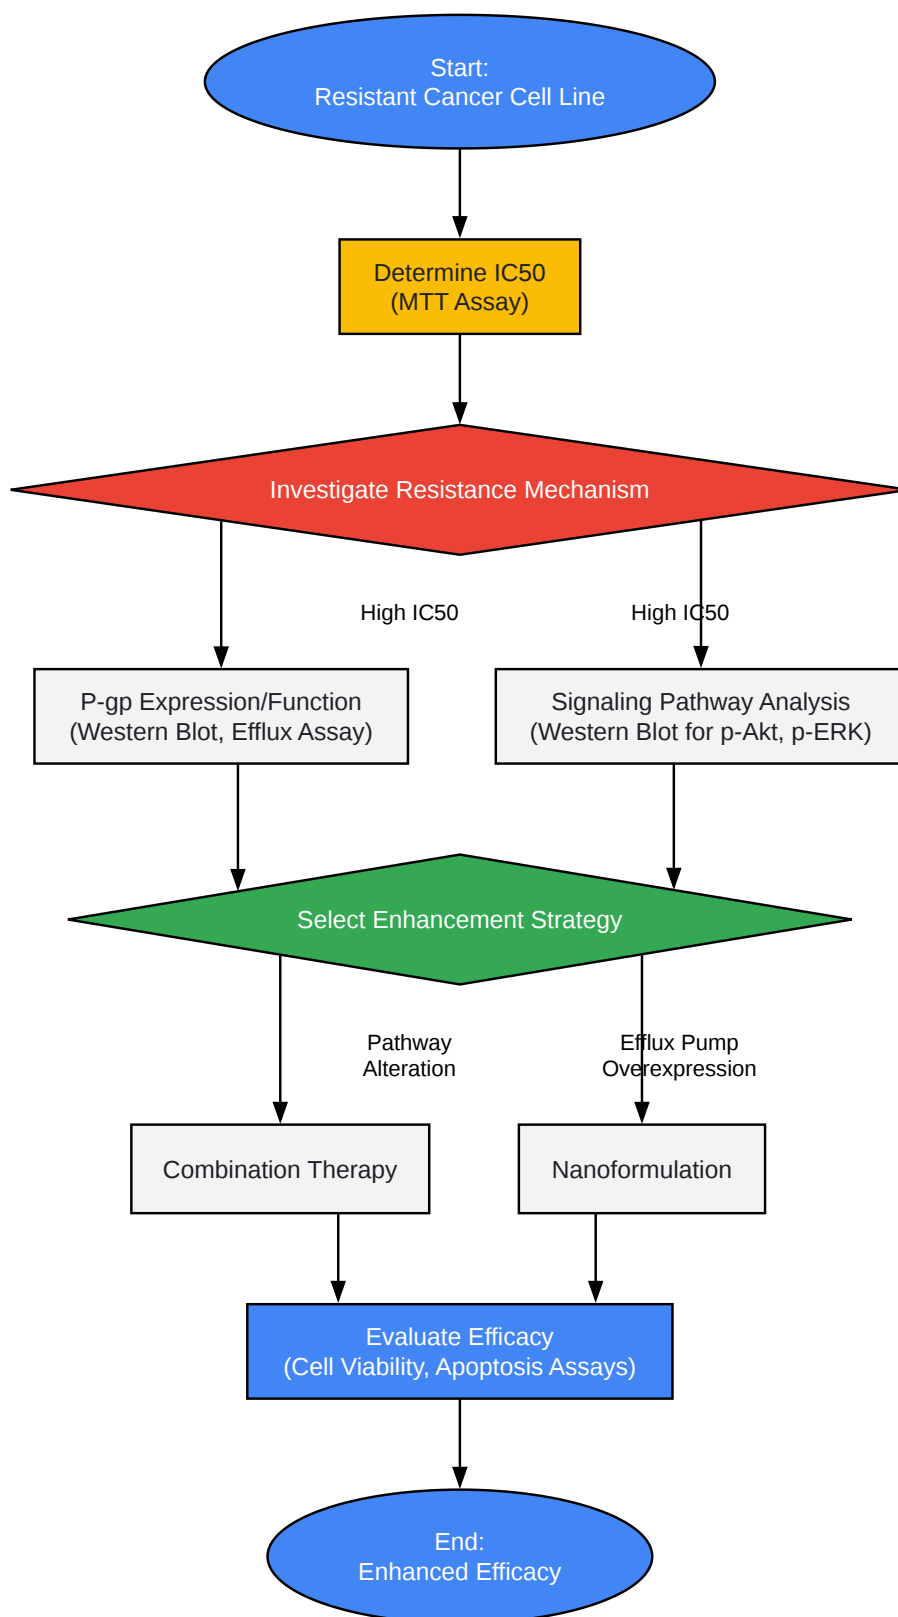 Start:
Resistant Cancer Cell Line
Determine IC50
(MTT Assay)
Investigate Resistance Mechanism
High IC50
High IC50
P-gp Expression/Function
(Western Blot, Efflux Assay)
Signaling Pathway Analysis
(Western Blot for p-Akt, p-ERK)
Select Enhancement Strategy
Pathway
Alteration
Efflux Pump
Overexpression
Combination Therapy
Nanoformulation
Evaluate Efficacy
(Cell Viability, Apoptosis Assays)
End:
Enhanced Efficacy